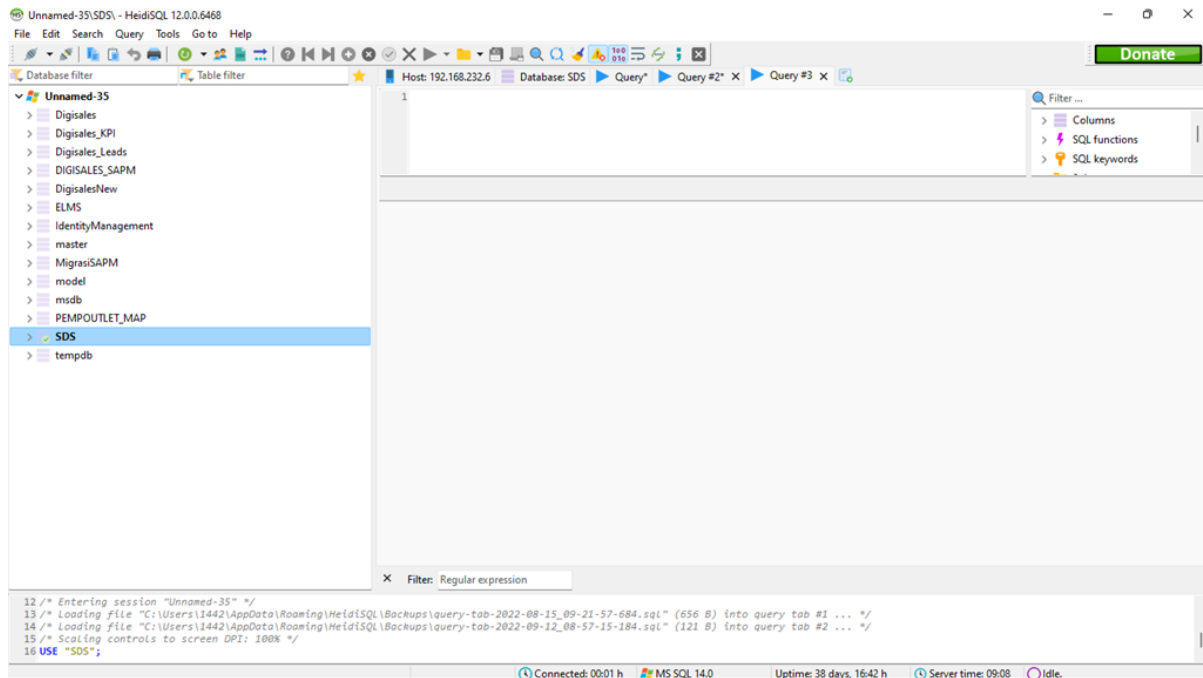 Unnamed-35\SDS\ - HeidiSQL 12.0.0.6468
File Edit Search Query Tools Go to Help
Donate
Database filter Table filter
Host: 192.168.232.6 Database: SDS Query* Query #2* X Query #3 X
Unnamed-35
Digisales
Digisales_KPI
Digisales_Leads
DIGISALES_SAPM
DigisalesNew
ELMS
IdentityManagement
master
MigrasiSAPM
model
msdb
PEMPOUTLET_MAP
SDS
tempdb
1
Filter ...
Columns
SQL functions
SQL keywords
Filter: Regular expression
12 /* Entering session "Unnamed-35" */
13 /* Loading file "C:\Users\1442\AppData\Roaming\HeidiSQL\Backups\query-tab-2022-08-15_09-21-57-684.sql" (656 B) into query tab #1 ... */
14 /* Loading file "C:\Users\1442\AppData\Roaming\HeidiSQL\Backups\query-tab-2022-09-12_08-57-15-184.sql" (121 B) into query tab #2 ... */
15 /* Scaling controls to screen DPI: 100% */
16 USE "SDS";
Connected: 00:01 h MS SQL 14.0 Uptime: 38 days, 16:42 h Server time: 09:08 Idle.